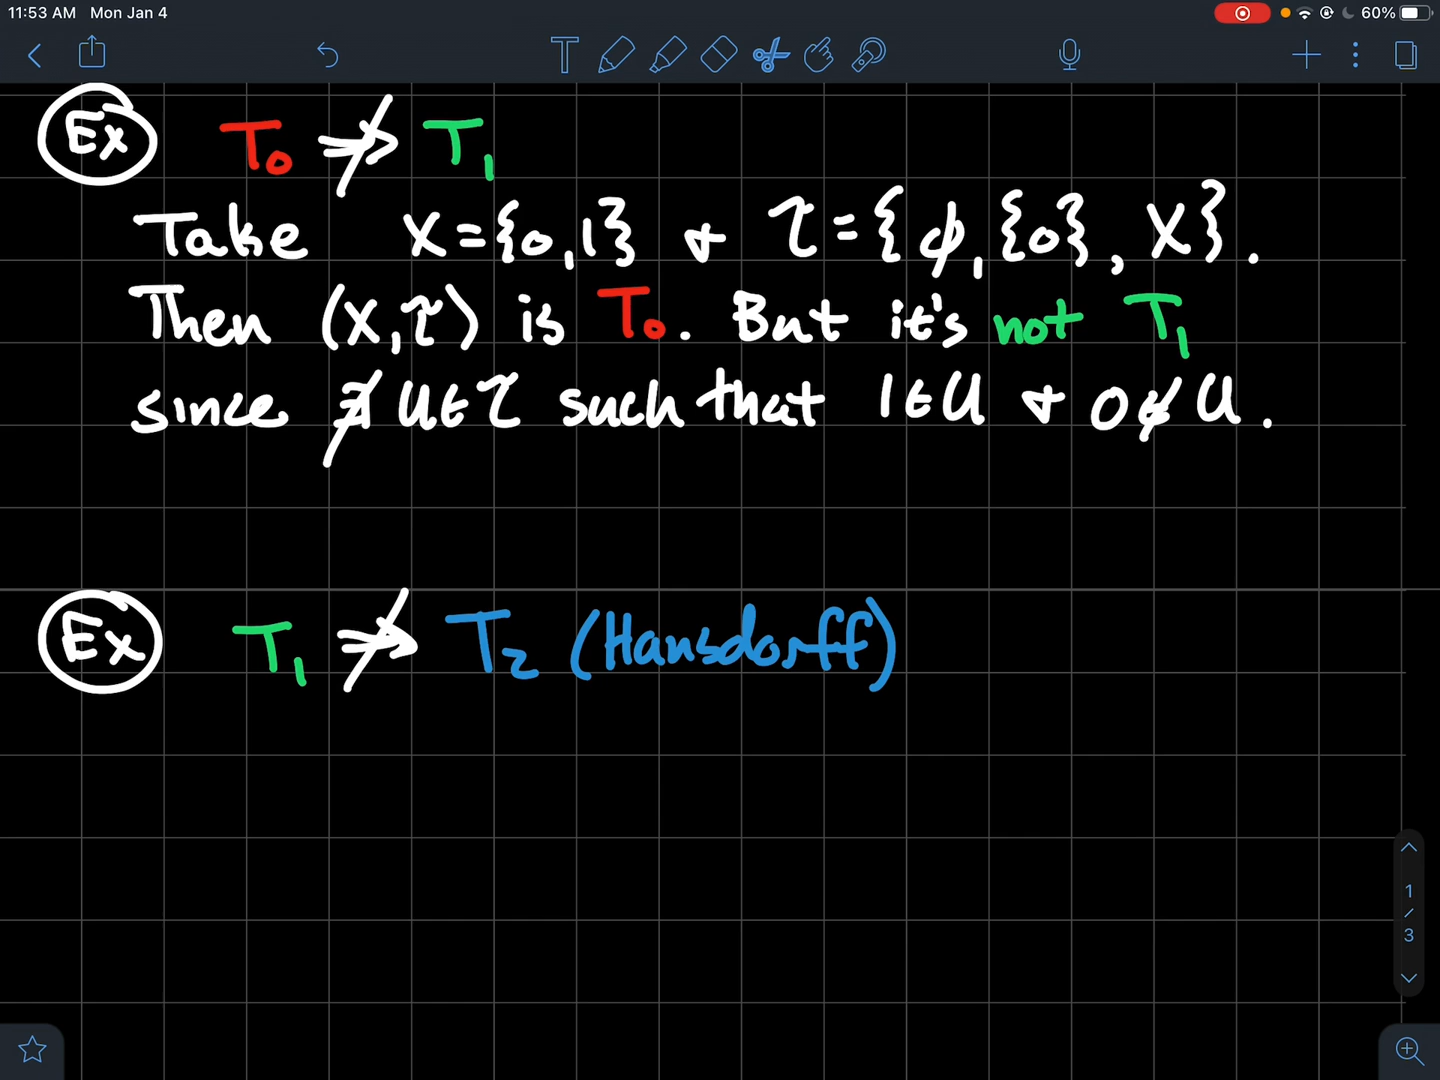 11:53 AM Mon Jan 4 60%
Ex T₀ ⇏ T₁
Take X={0,1} & τ={ϕ,{0},X}.
Then (X,τ) is T₀. But it's not T₁
since ∄ U∈τ such that 1∈U & 0∉U.
Ex T₁ ⇏ T₂ (Hausdorff)
1
/
3